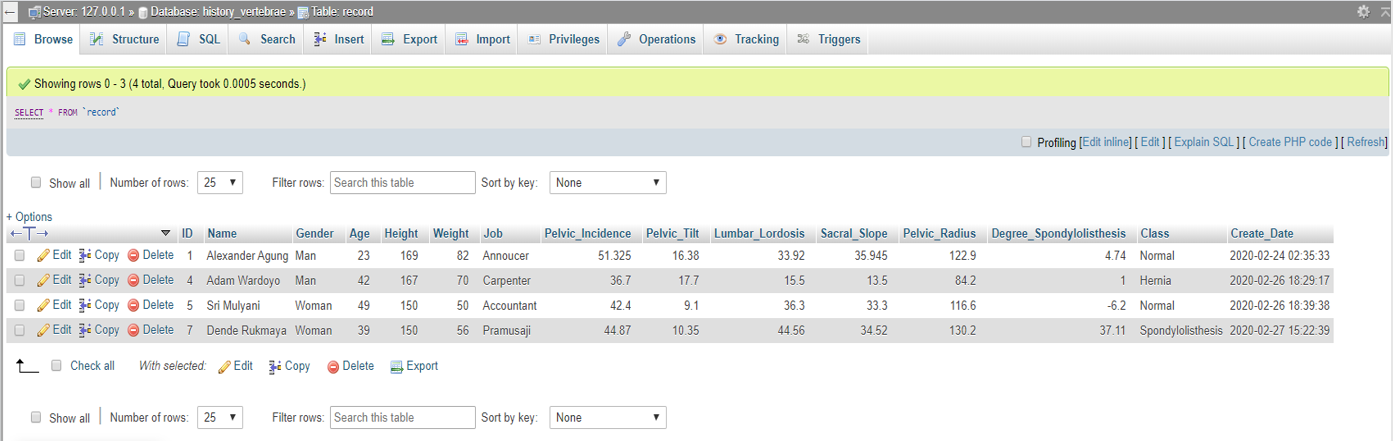 Server: 127.0.0.1 » Database: history_vertebrae » Table: record
Browse Structure SQL Search Insert Export Import Privileges Operations Tracking Triggers
Showing rows 0 - 3 (4 total, Query took 0.0005 seconds.)
SELECT * FROM `record`
Profiling [Edit inline] [ Edit ] [ Explain SQL ] [ Create PHP code ] [ Refresh]
Show all Number of rows: 25 Filter rows: Search this table Sort by key: None
+ Options
ID Name Gender Age Height Weight Job Pelvic_Incidence Pelvic_Tilt Lumbar_Lordosis Sacral_Slope Pelvic_Radius Degree_Spondylolisthesis Class Create_Date
Edit Copy Delete 1 Alexander Agung Man 23 169 82 Annoucer 51.325 16.38 33.92 35.945 122.9 4.74 Normal 2020-02-24 02:35:33
Edit Copy Delete 4 Adam Wardoyo Man 42 167 70 Carpenter 36.7 17.7 15.5 13.5 84.2 1 Hernia 2020-02-26 18:29:17
Edit Copy Delete 5 Sri Mulyani Woman 49 150 50 Accountant 42.4 9.1 36.3 33.3 116.6 -6.2 Normal 2020-02-26 18:39:38
Edit Copy Delete 7 Dende Rukmaya Woman 39 150 56 Pramusaji 44.87 10.35 44.56 34.52 130.2 37.11 Spondylolisthesis 2020-02-27 15:22:39
Check all With selected: Edit Copy Delete Export
Show all Number of rows: 25 Filter rows: Search this table Sort by key: None